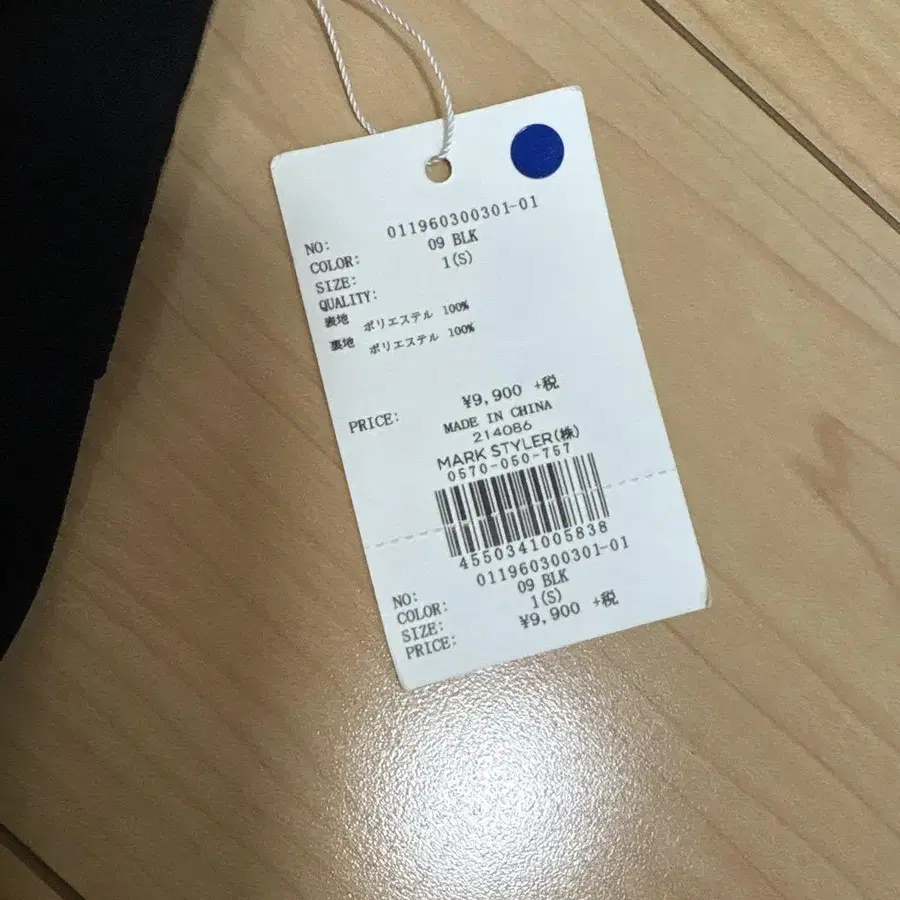 NO: 011960300301-01
COLOR: 09 BLK
SIZE: 1(S)
QUALITY:
表地 ポリエステル 100%
裏地 ポリエステル 100%
PRICE: ¥9,900 +税
MADE IN CHINA
214086
MARK STYLER(株)
0570-050-757
4550341005838
NO: 011960300301-01
COLOR: 09 BLK
SIZE: 1(S)
PRICE: ¥9,900 +税